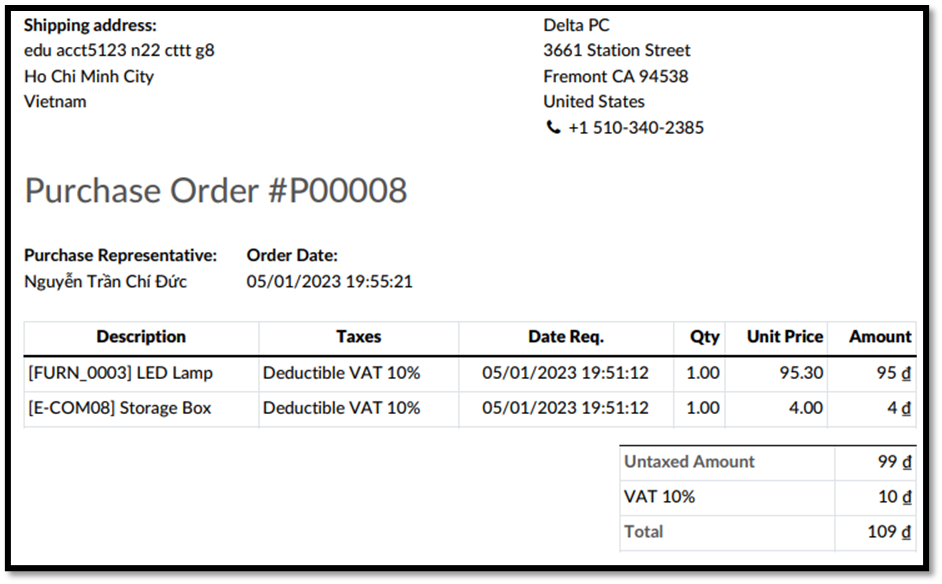 Shipping address:
edu acct5123 n22 cttt g8
Ho Chi Minh City
Vietnam
Delta PC
3661 Station Street
Fremont CA 94538
United States
+1 510-340-2385
Purchase Order #P00008
Purchase Representative:
Nguyễn Trần Chí Đức
Order Date:
05/01/2023 19:55:21
Description Taxes Date Req. Qty Unit Price Amount
[FURN_0003] LED Lamp Deductible VAT 10% 05/01/2023 19:51:12 1.00 95.30 95 ₫
[E-COM08] Storage Box Deductible VAT 10% 05/01/2023 19:51:12 1.00 4.00 4 ₫
Untaxed Amount 99 ₫
VAT 10% 10 ₫
Total 109 ₫